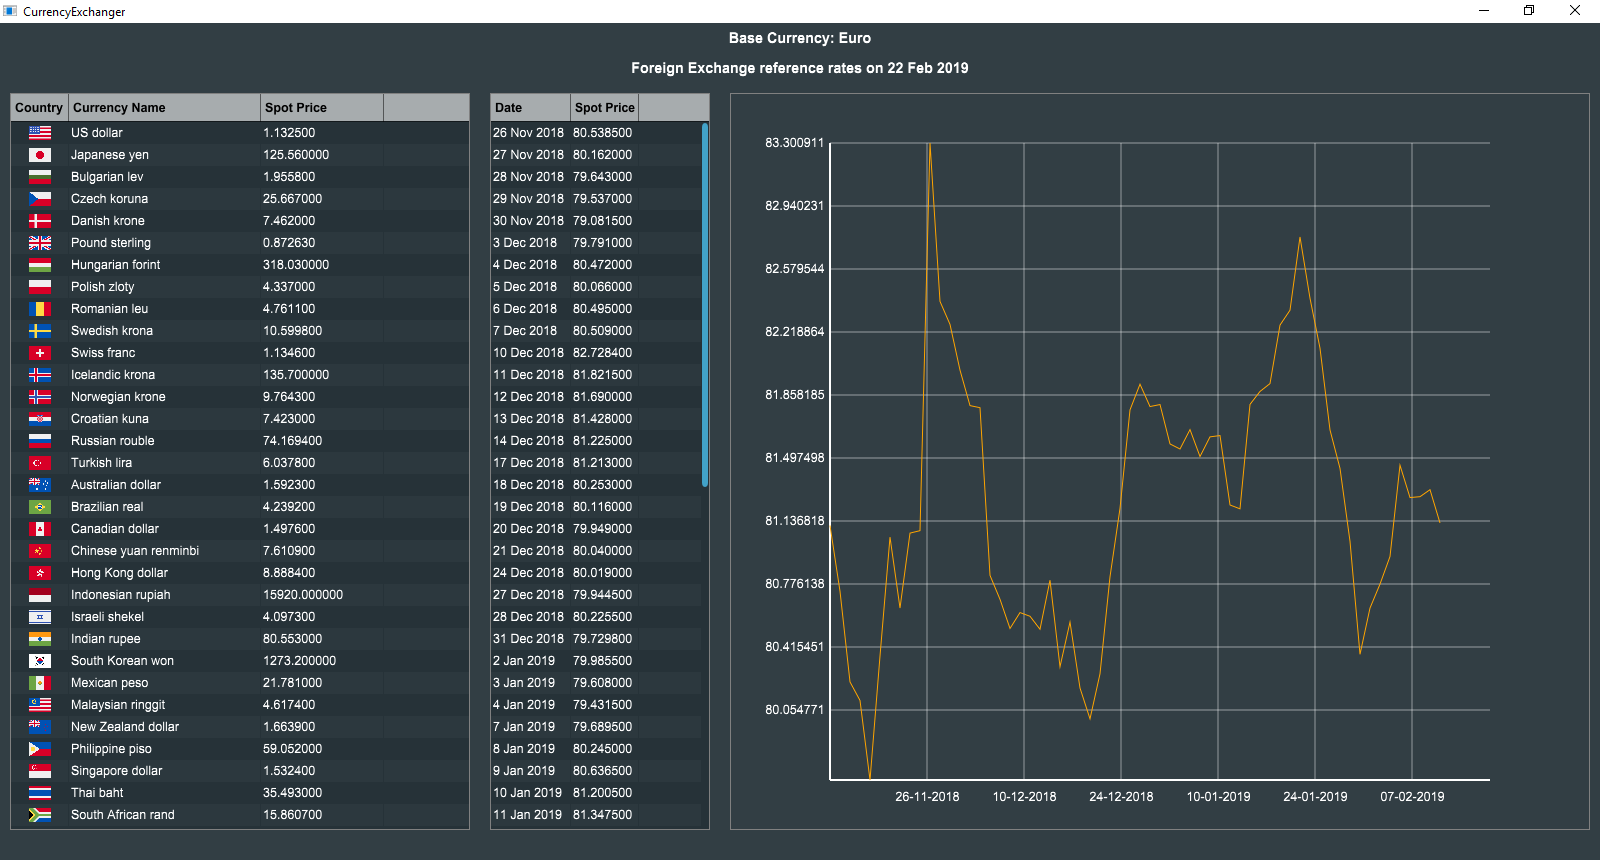 CurrencyExchanger
Base Currency: Euro
Foreign Exchange reference rates on 22 Feb 2019
Country Currency Name Spot Price
US dollar 1.132500
Japanese yen 125.560000
Bulgarian lev 1.955800
Czech koruna 25.667000
Danish krone 7.462000
Pound sterling 0.872630
Hungarian forint 318.030000
Polish zloty 4.337000
Romanian leu 4.761100
Swedish krona 10.599800
Swiss franc 1.134600
Icelandic krona 135.700000
Norwegian krone 9.764300
Croatian kuna 7.423000
Russian rouble 74.169400
Turkish lira 6.037800
Australian dollar 1.592300
Brazilian real 4.239200
Canadian dollar 1.497600
Chinese yuan renminbi 7.610900
Hong Kong dollar 8.888400
Indonesian rupiah 15920.000000
Israeli shekel 4.097300
Indian rupee 80.553000
South Korean won 1273.200000
Mexican peso 21.781000
Malaysian ringgit 4.617400
New Zealand dollar 1.663900
Philippine piso 59.052000
Singapore dollar 1.532400
Thai baht 35.493000
South African rand 15.860700
Date Spot Price
26 Nov 2018 80.538500
27 Nov 2018 80.162000
28 Nov 2018 79.643000
29 Nov 2018 79.537000
30 Nov 2018 79.081500
3 Dec 2018 79.791000
4 Dec 2018 80.472000
5 Dec 2018 80.066000
6 Dec 2018 80.495000
7 Dec 2018 80.509000
10 Dec 2018 82.728400
11 Dec 2018 81.821500
12 Dec 2018 81.690000
13 Dec 2018 81.428000
14 Dec 2018 81.225000
17 Dec 2018 81.213000
18 Dec 2018 80.253000
19 Dec 2018 80.116000
20 Dec 2018 79.949000
21 Dec 2018 80.040000
24 Dec 2018 80.019000
27 Dec 2018 79.944500
28 Dec 2018 80.225500
31 Dec 2018 79.729800
2 Jan 2019 79.985500
3 Jan 2019 79.608000
4 Jan 2019 79.431500
7 Jan 2019 79.689500
8 Jan 2019 80.245000
9 Jan 2019 80.636500
10 Jan 2019 81.200500
11 Jan 2019 81.347500
83.300911
82.940231
82.579544
82.218864
81.858185
81.497498
81.136818
80.776138
80.415451
80.054771
26-11-2018 10-12-2018 24-12-2018 10-01-2019 24-01-2019 07-02-2019